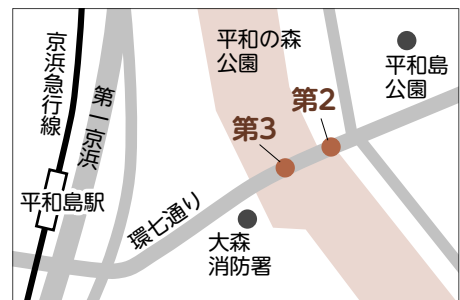 京浜急行線
第一京浜
平和島駅
環七通り
平和の森
公園
第3
第2
平和島
公園
大森
消防署